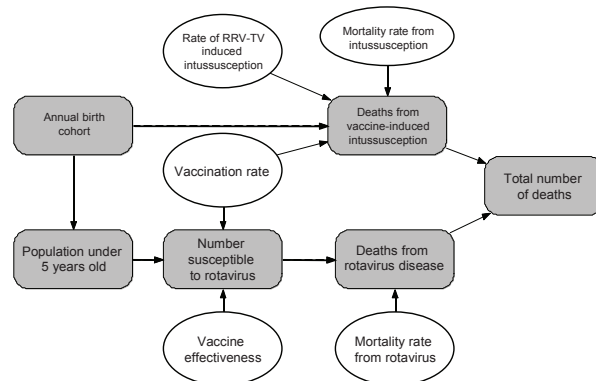 Rate of RRV-TV
induced
intussusception
Mortality rate from
intussusception
Annual birth
cohort
Deaths from
vaccine-induced
intussusception
Vaccination rate
Total number
of deaths
Population under
5 years old
Number
susceptible
to rotavirus
Deaths from
rotavirus disease
Vaccine
effectiveness
Mortality rate
from rotavirus